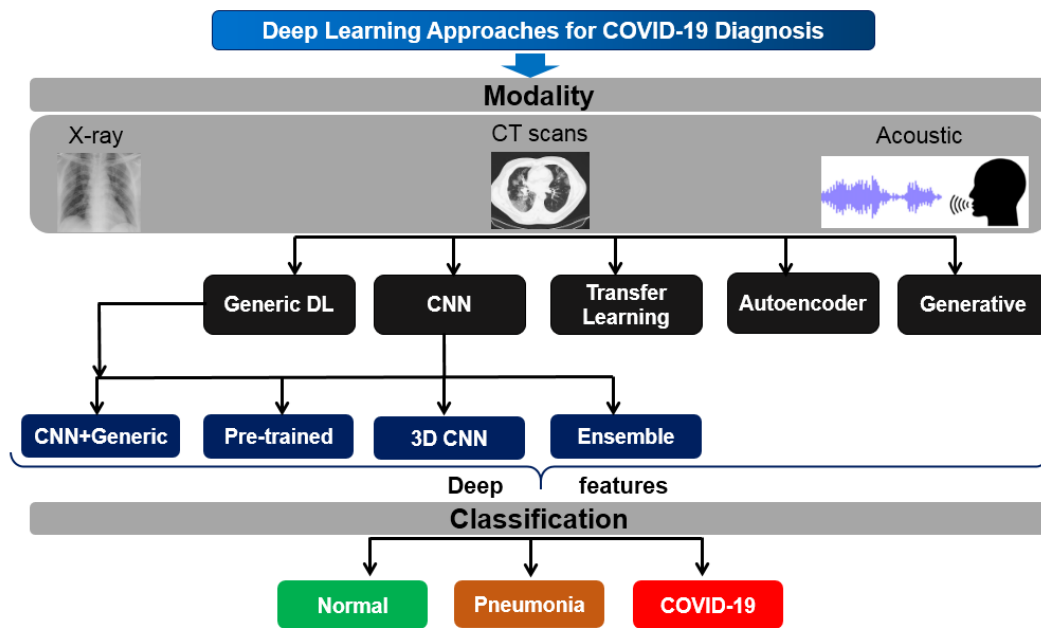 Deep Learning Approaches for COVID-19 Diagnosis
Modality
X-ray
CT scans
Acoustic
Generic DL
CNN
Transfer
Learning
Autoencoder
Generative
CNN+Generic
Pre-trained
3D CNN
Ensemble
Deep features
Classification
Normal
Pneumonia
COVID-19